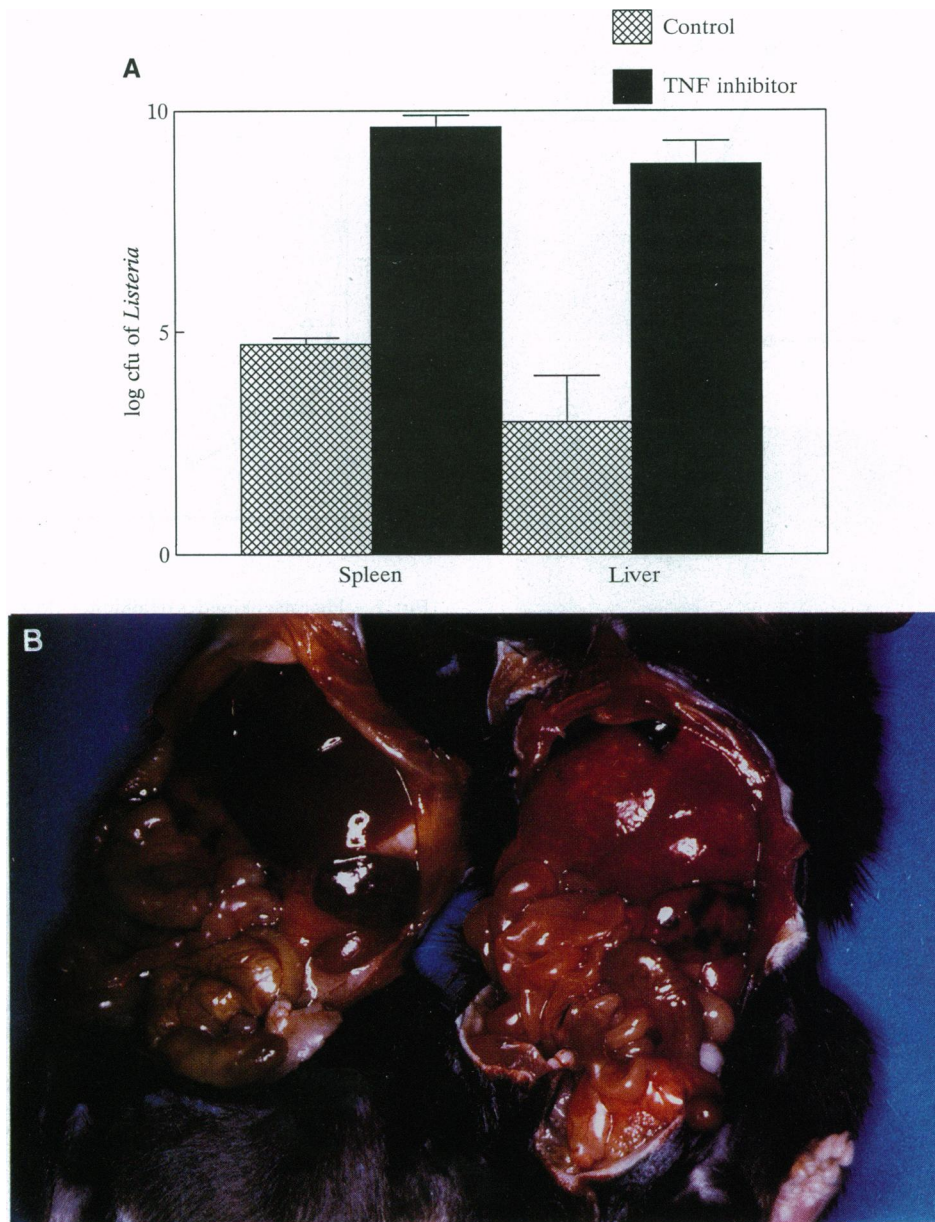 Control
A
TNF inhibitor
10
log cfu of Listeria
5
0
Spleen
Liver
B